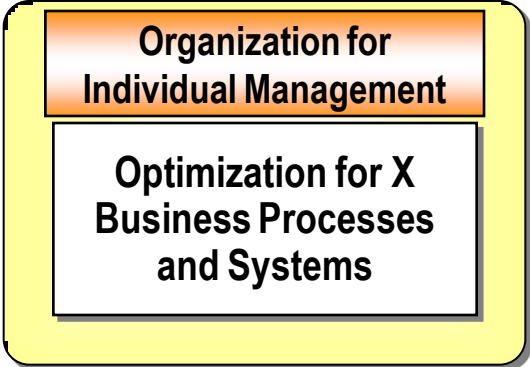 Organization for
Individual Management
Optimization for X
Business Processes
and Systems